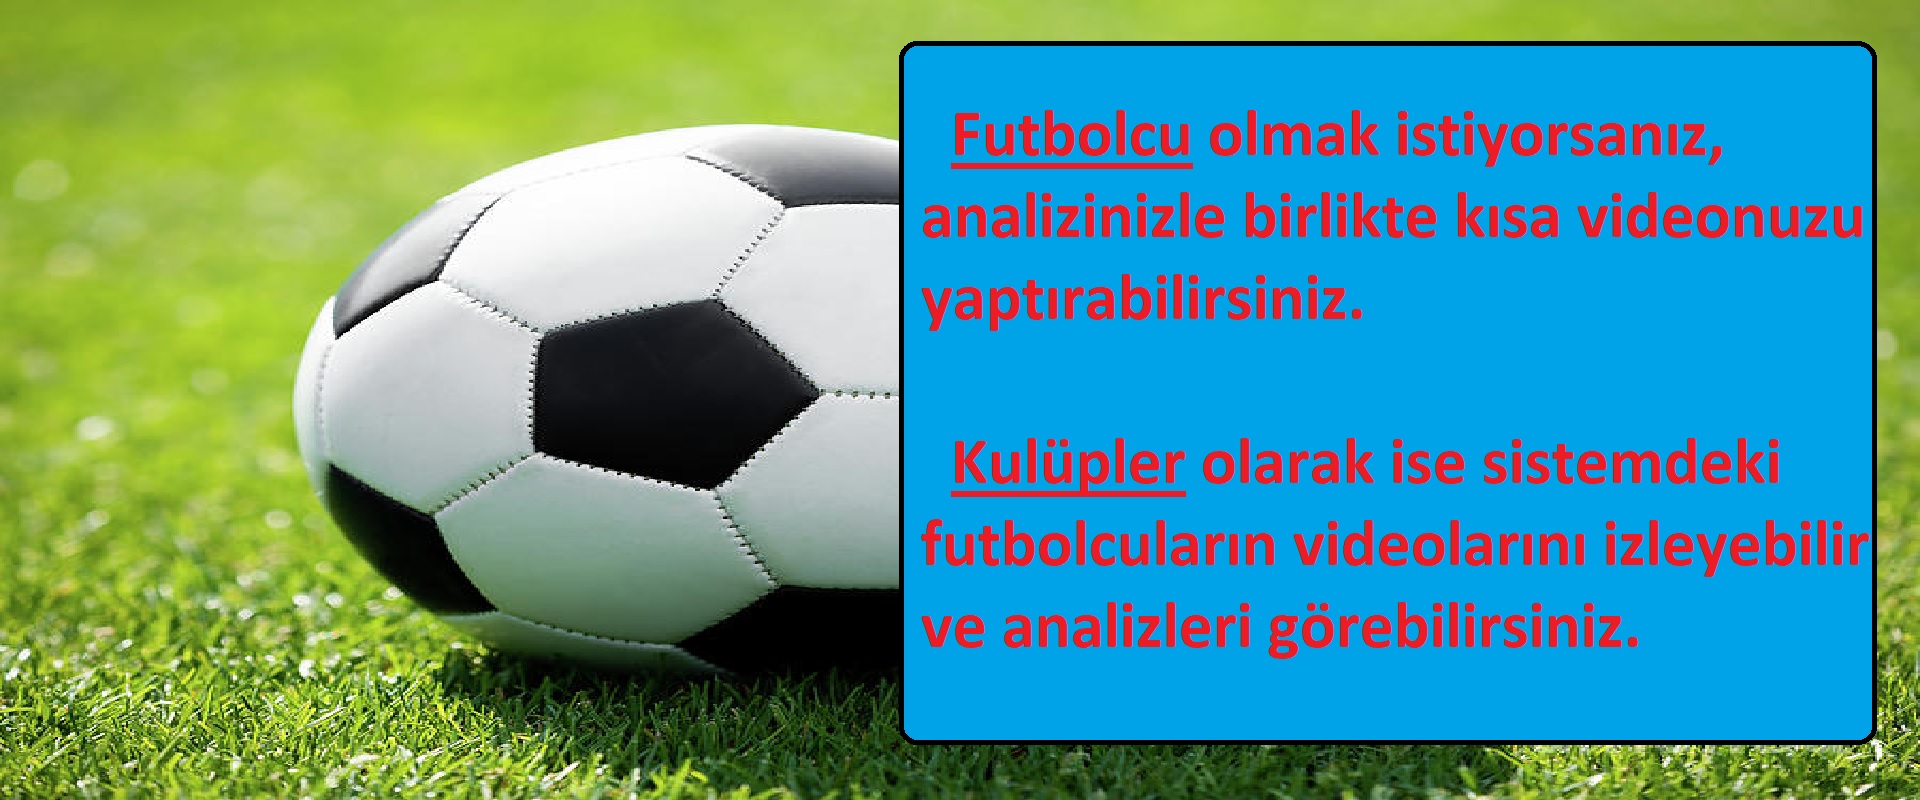 Futbolcu olmak istiyorsanız,
analizinizle birlikte kısa videonuzu
yaptırabilirsiniz.
Kulüpler olarak ise sistemdeki
futbolcuların videolarını izleyebilir
ve analizleri görebilirsiniz.